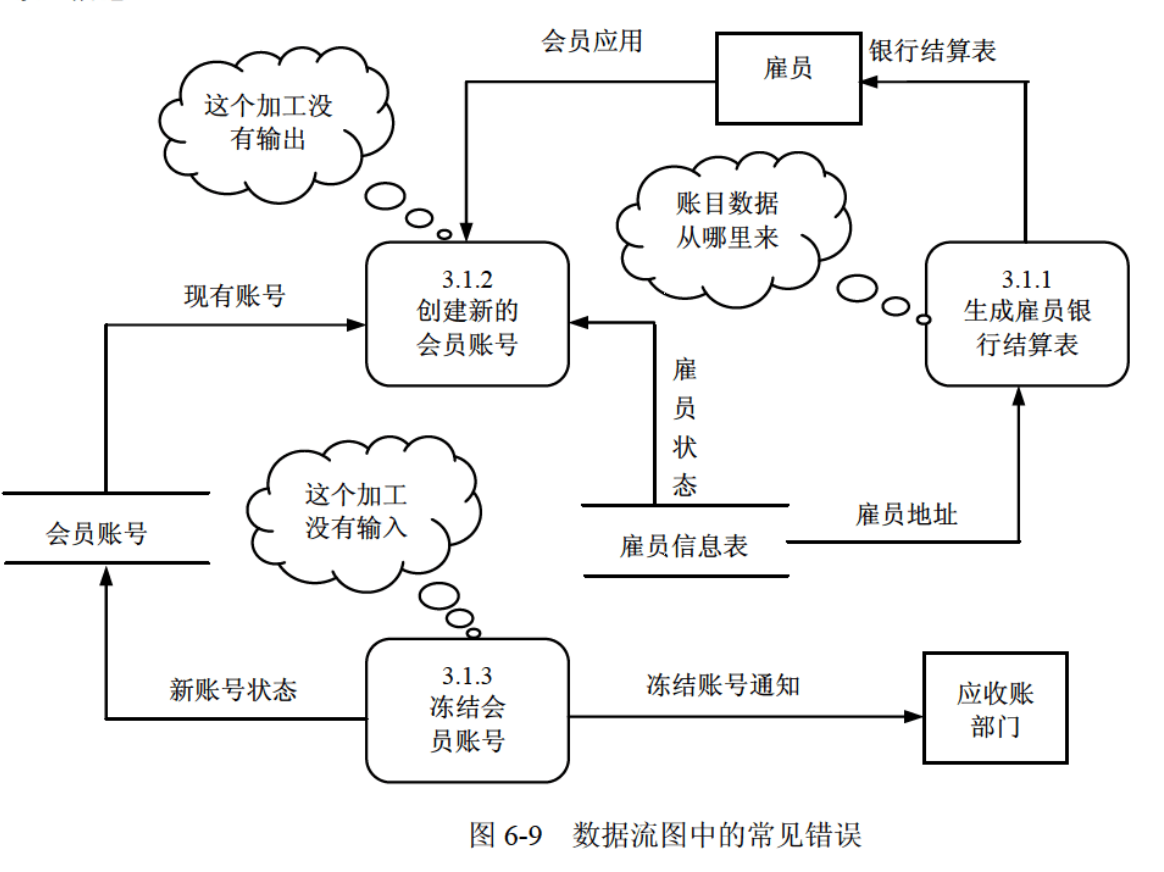 会员应用
雇员
银行结算表
这个加工没
有输出
账目数据
从哪里来
3.1.2
创建新的
会员账号
3.1.1
生成雇员银
行结算表
现有账号
雇
员
状
态
这个加工
没有输入
会员账号
雇员信息表
雇员地址
新账号状态
3.1.3
冻结会
员账号
冻结账号通知
应收账
部门
图 6-9 数据流图中的常见错误